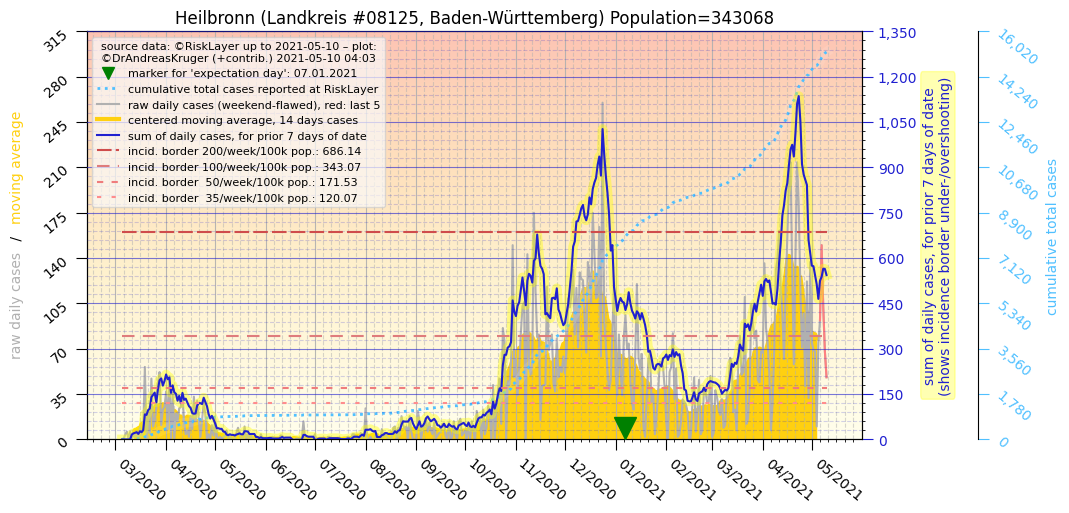 Heilbronn (Landkreis #08125, Baden-Württemberg) Population=343068
source data: ©RiskLayer up to 2021-05-10 – plot:
©DrAndreasKruger (+contrib.) 2021-05-10 04:03
marker for 'expectation day': 07.01.2021
cumulative total cases reported at RiskLayer
raw daily cases (weekend-flawed), red: last 5
centered moving average, 14 days cases
sum of daily cases, for prior 7 days of date
incid. border 200/week/100k pop.: 686.14
incid. border 100/week/100k pop.: 343.07
incid. border 50/week/100k pop.: 171.53
incid. border 35/week/100k pop.: 120.07
raw daily cases / moving average
315
280
245
210
175
140
105
70
35
0
03/2020
04/2020
05/2020
06/2020
07/2020
08/2020
09/2020
10/2020
11/2020
12/2020
01/2021
02/2021
03/2021
04/2021
05/2021
1,350
1,200
1,050
900
750
600
450
300
150
0
sum of daily cases, for prior 7 days of date
(shows incidence border under-/overshooting)
16,020
14,240
12,460
10,680
8,900
7,120
5,340
3,560
1,780
0
cumulative total cases